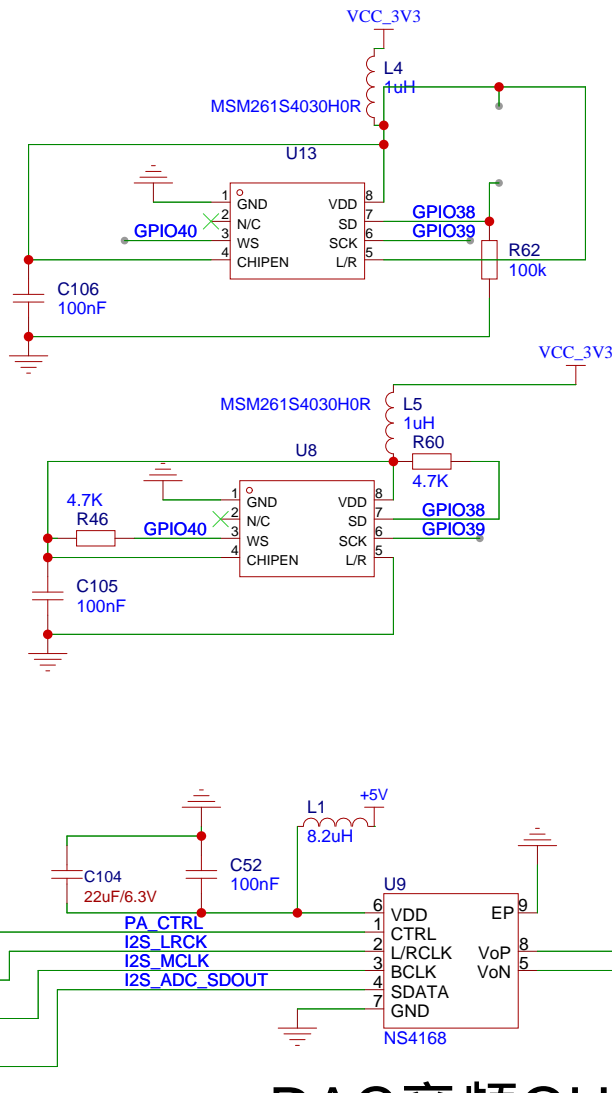 VCC_3V3
L4
1uH
MSM261S4030H0R
U13
1 GND VDD 8
2 N/C SD 7 GPIO38
GPIO40 3 WS SCK 6 GPIO39
4 CHIPEN L/R 5
R62
100k
C106
100nF
VCC_3V3
MSM261S4030H0R
L5
1uH
U8
R60
4.7K
1 GND VDD 8
4.7K
2 N/C SD 7 GPIO38
R46
GPIO40 3 WS SCK 6 GPIO39
4 CHIPEN L/R 5
C105
100nF
+5V
L1
8.2uH
C104
22uF/6.3V
C52
100nF
U9
6 VDD EP 9
PA_CTRL 1 CTRL
I2S_LRCK 2 L/RCLK VoP 8
I2S_MCLK 3 BCLK VoN 5
I2S_ADC_SDOUT 4 SDATA
7 GND
NS4168